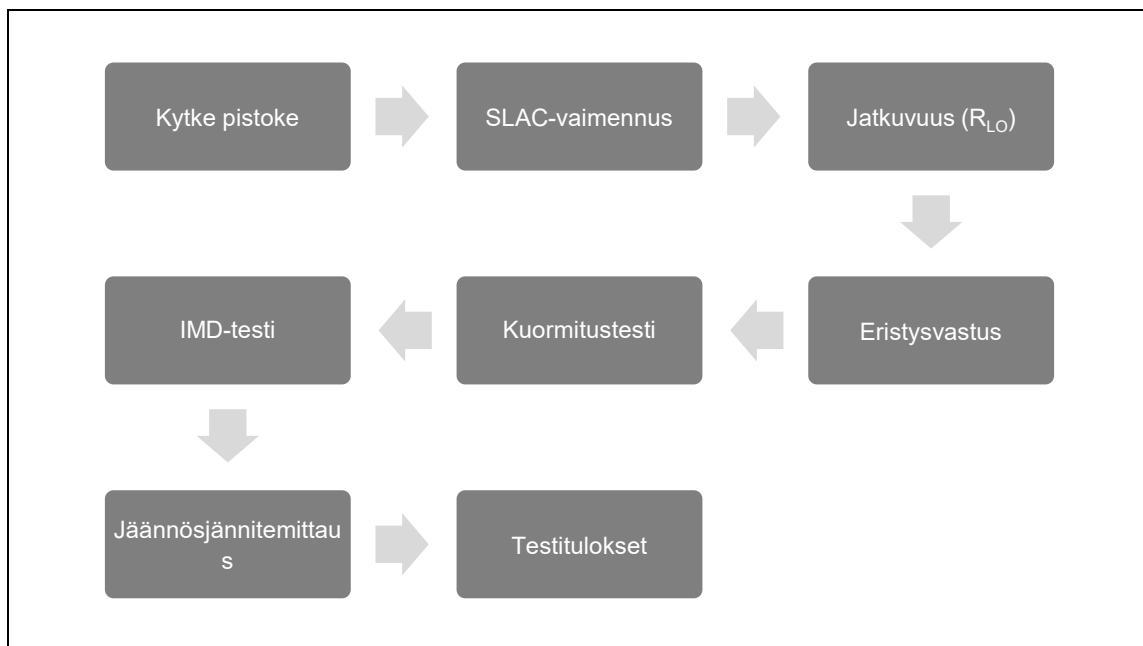 Kytke pistoke
SLAC-vaimennus
Jatkuvuus (RLO)
Eristysvastus
Kuormitustesti
IMD-testi
Jäännösjännitemittau
s
Testitulokset